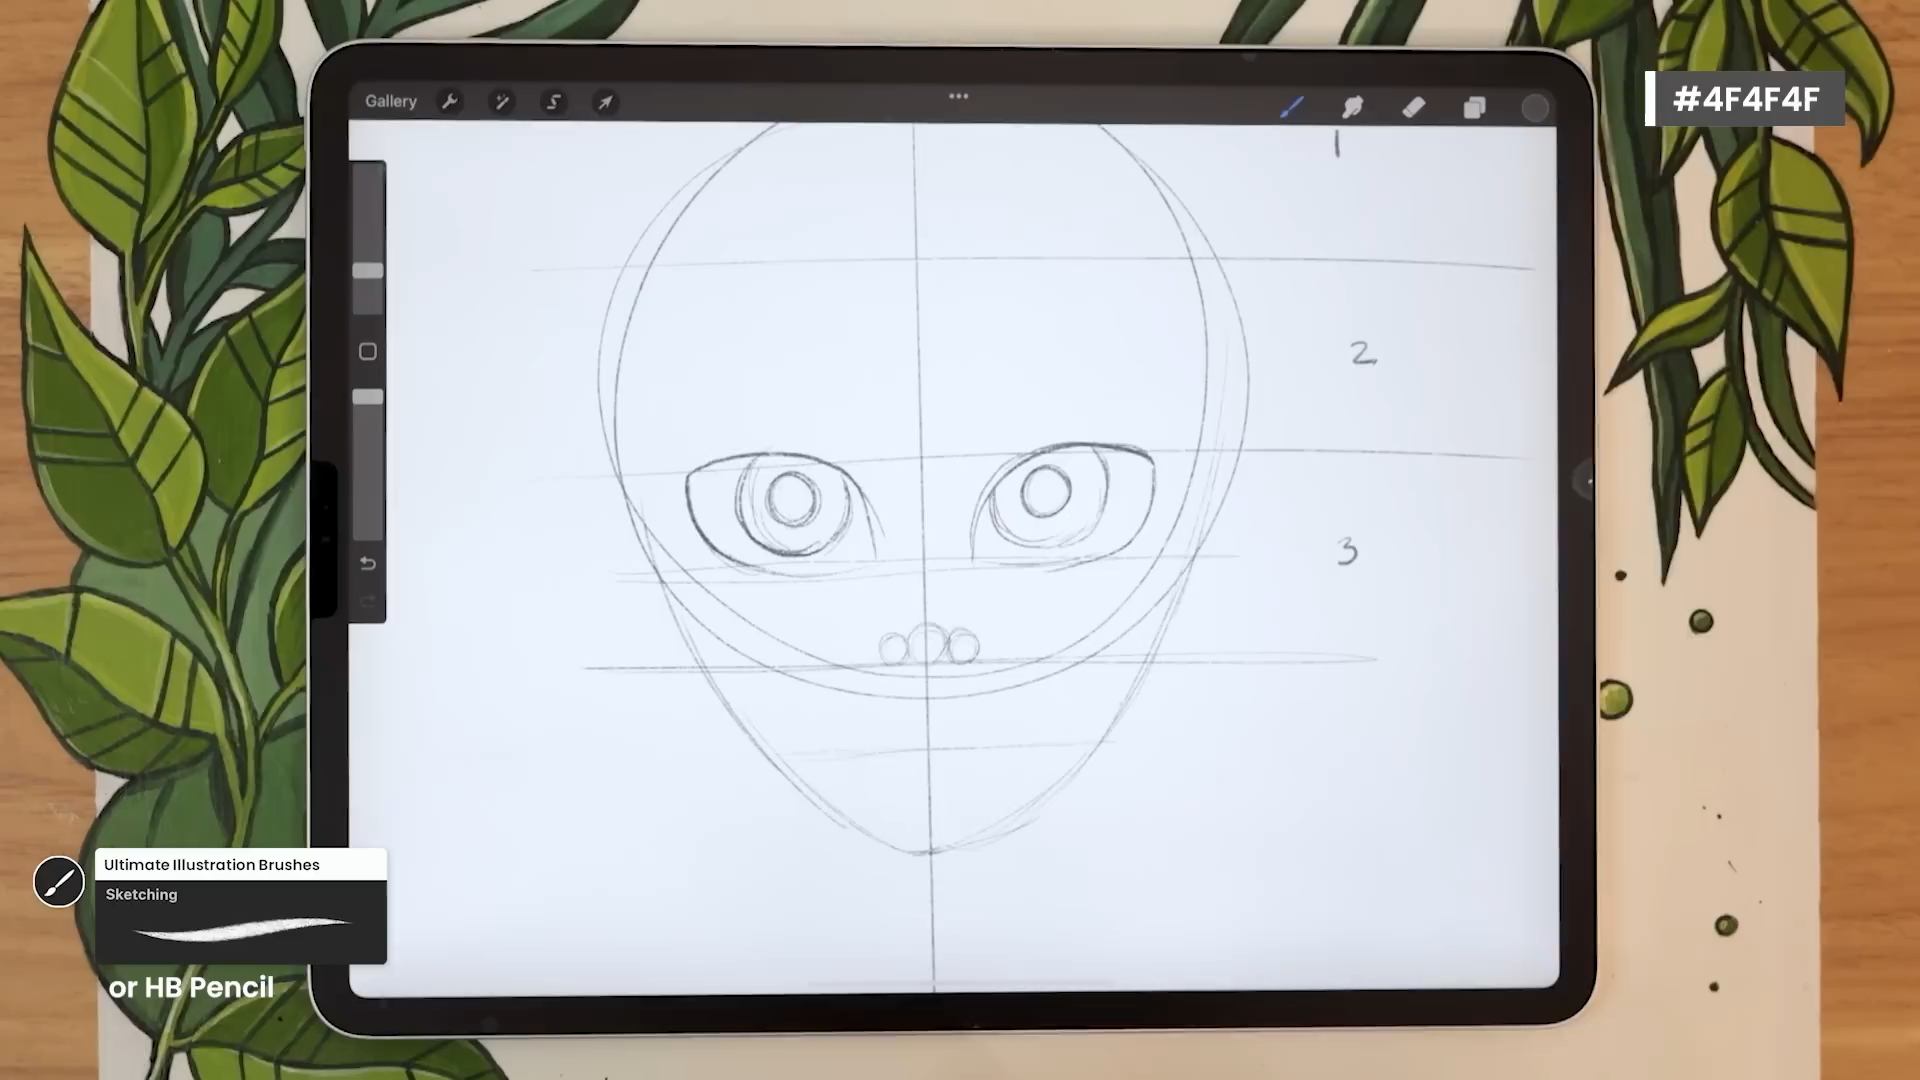 Gallery
#4F4F4F
1
2
3
Ultimate Illustration Brushes
Sketching
or HB Pencil